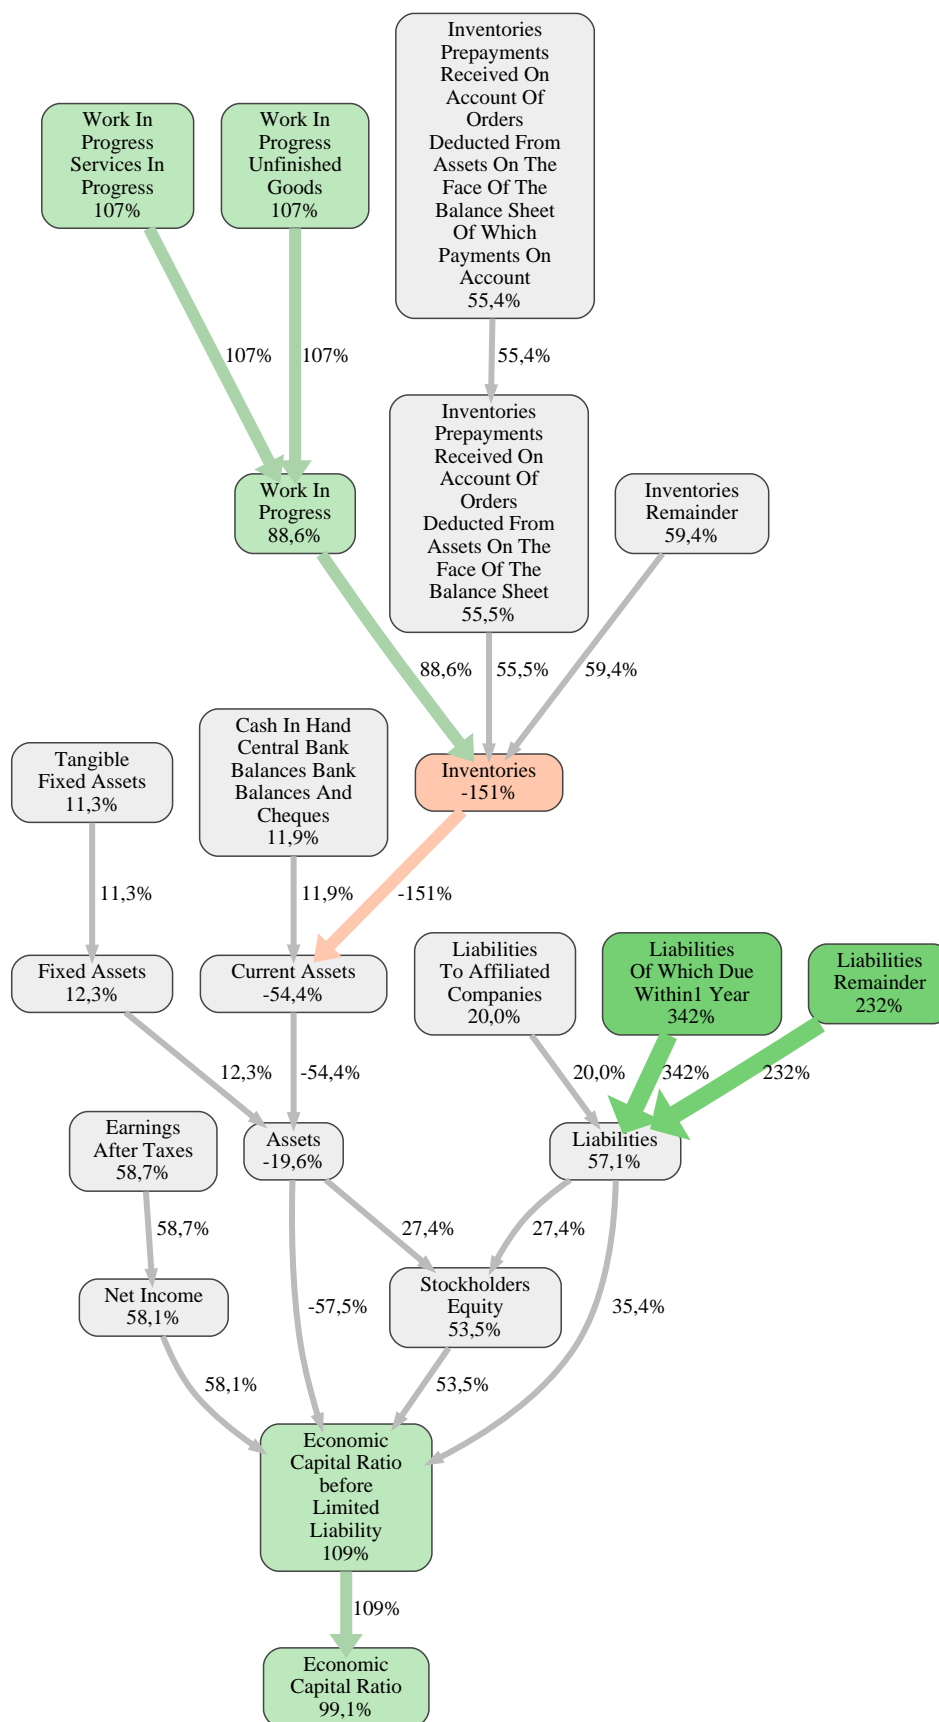 Inventories
Prepayments
Received On
Account Of
Orders
Deducted From
Assets On The
Face Of The
Balance Sheet
Of Which
Payments On
Account
55,4%
Work In
Progress
Services In
Progress
107%
Work In
Progress
Unfinished
Goods
107%
107%
107%
55,4%
Inventories
Prepayments
Received On
Account Of
Orders
Deducted From
Assets On The
Face Of The
Balance Sheet
55,5%
Work In
Progress
88,6%
Inventories
Remainder
59,4%
88,6%
55,5%
59,4%
Tangible
Fixed Assets
11,3%
Cash In Hand
Central Bank
Balances Bank
Balances And
Cheques
11,9%
Inventories
-151%
11,3%
11,9%
-151%
Fixed Assets
12,3%
Current Assets
-54,4%
Liabilities
To Affiliated
Companies
20,0%
Liabilities
Of Which Due
Within1 Year
342%
Liabilities
Remainder
232%
12,3%
-54,4%
20,0%
342%
232%
Earnings
After Taxes
58,7%
Assets
-19,6%
Liabilities
57,1%
58,7%
27,4%
27,4%
Net Income
58,1%
-57,5%
Stockholders
Equity
53,5%
35,4%
58,1%
53,5%
Economic
Capital Ratio
before
Limited
Liability
109%
109%
Economic
Capital Ratio
99,1%